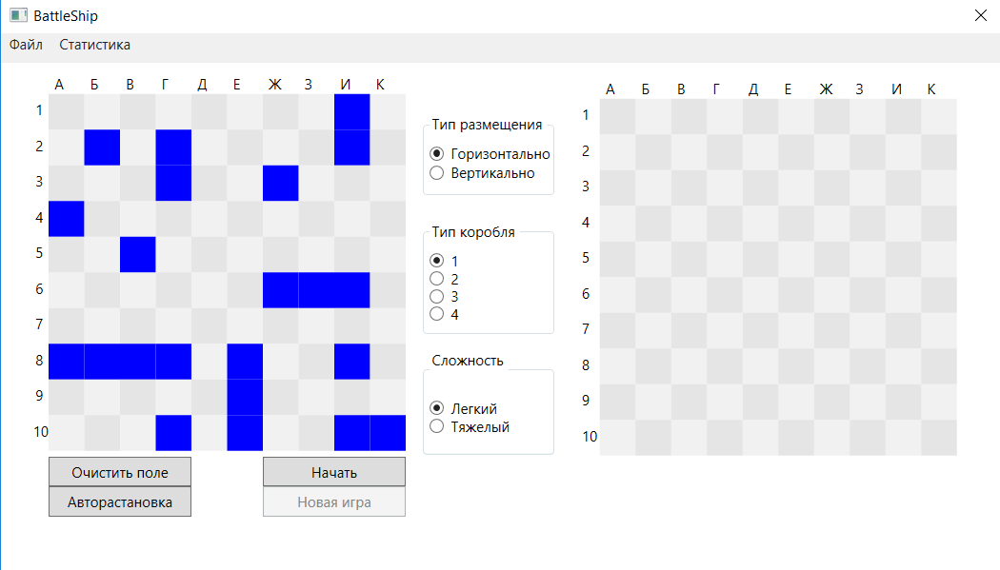 BattleShip
Файл Статистика
А Б В Г Д Е Ж З И К
1
2
3
4
5
6
7
8
9
10
Очистить поле
Начать
Авторастановка
Новая игра
Тип размещения
Горизонтально
Вертикально
Тип коробля
1
2
3
4
Сложность
Легкий
Тяжелый
А Б В Г Д Е Ж З И К
1
2
3
4
5
6
7
8
9
10